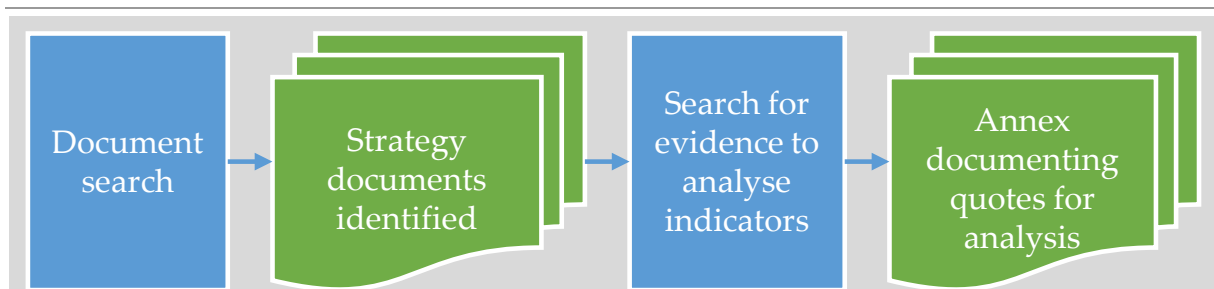 Document
search
Strategy
documents
identified
Search for
evidence to
analyse
indicators
Annex
documenting
quotes for
analysis